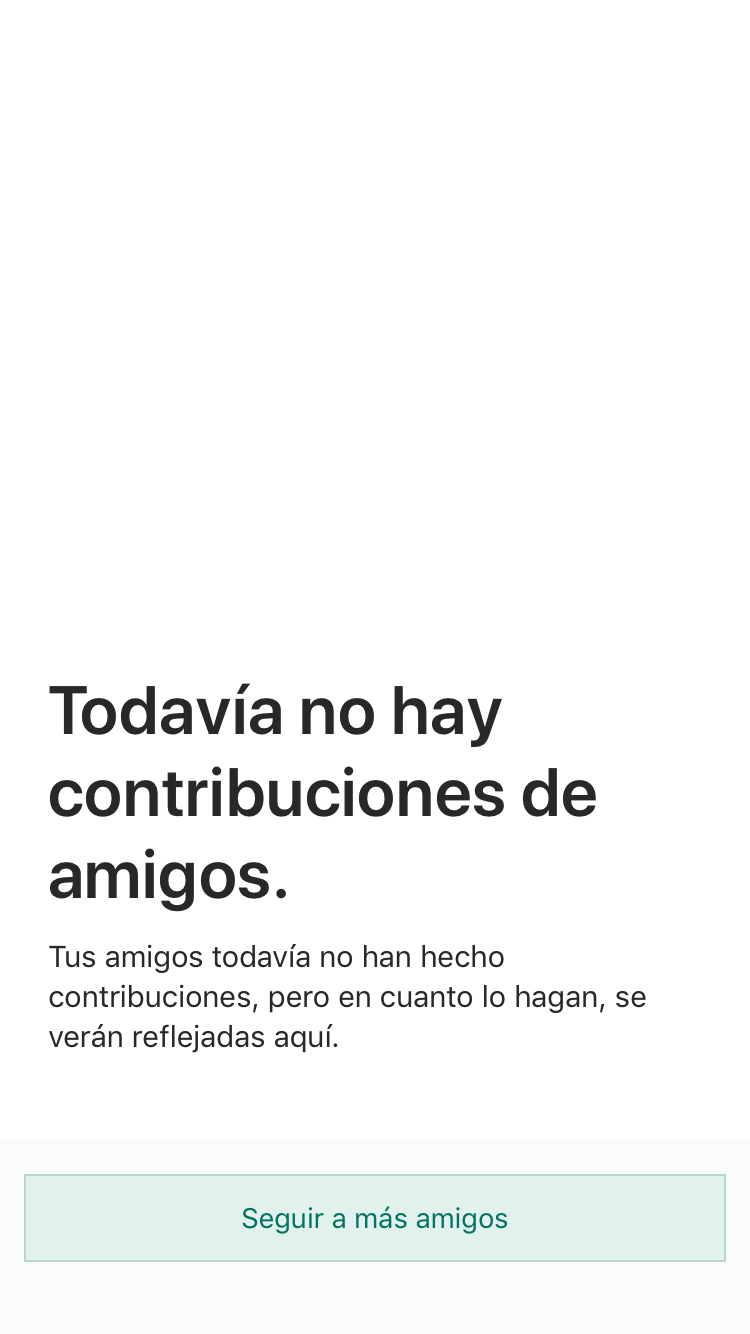 Todavía no hay
contribuciones de
amigos.
Tus amigos todavía no han hecho
contribuciones, pero en cuanto lo hagan, se
verán reflejadas aquí.
Seguir a más amigos